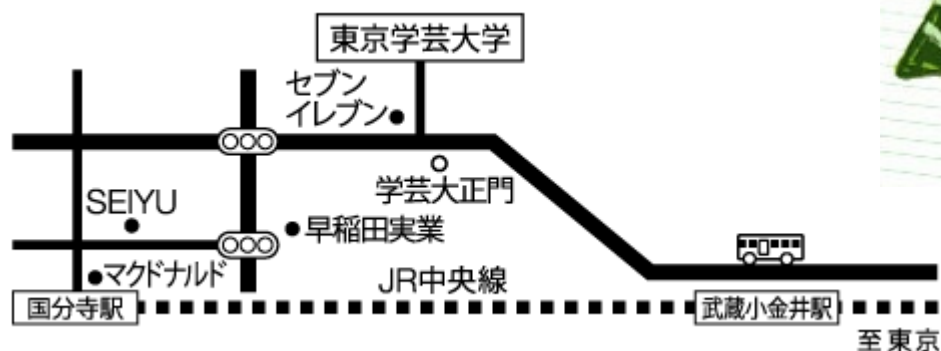 東京学芸大学
セブン
イレブン
学芸大正門
SEIYU
早稲田実業
マクドナルド
JR中央線
国分寺駅
武蔵小金井駅
至東京